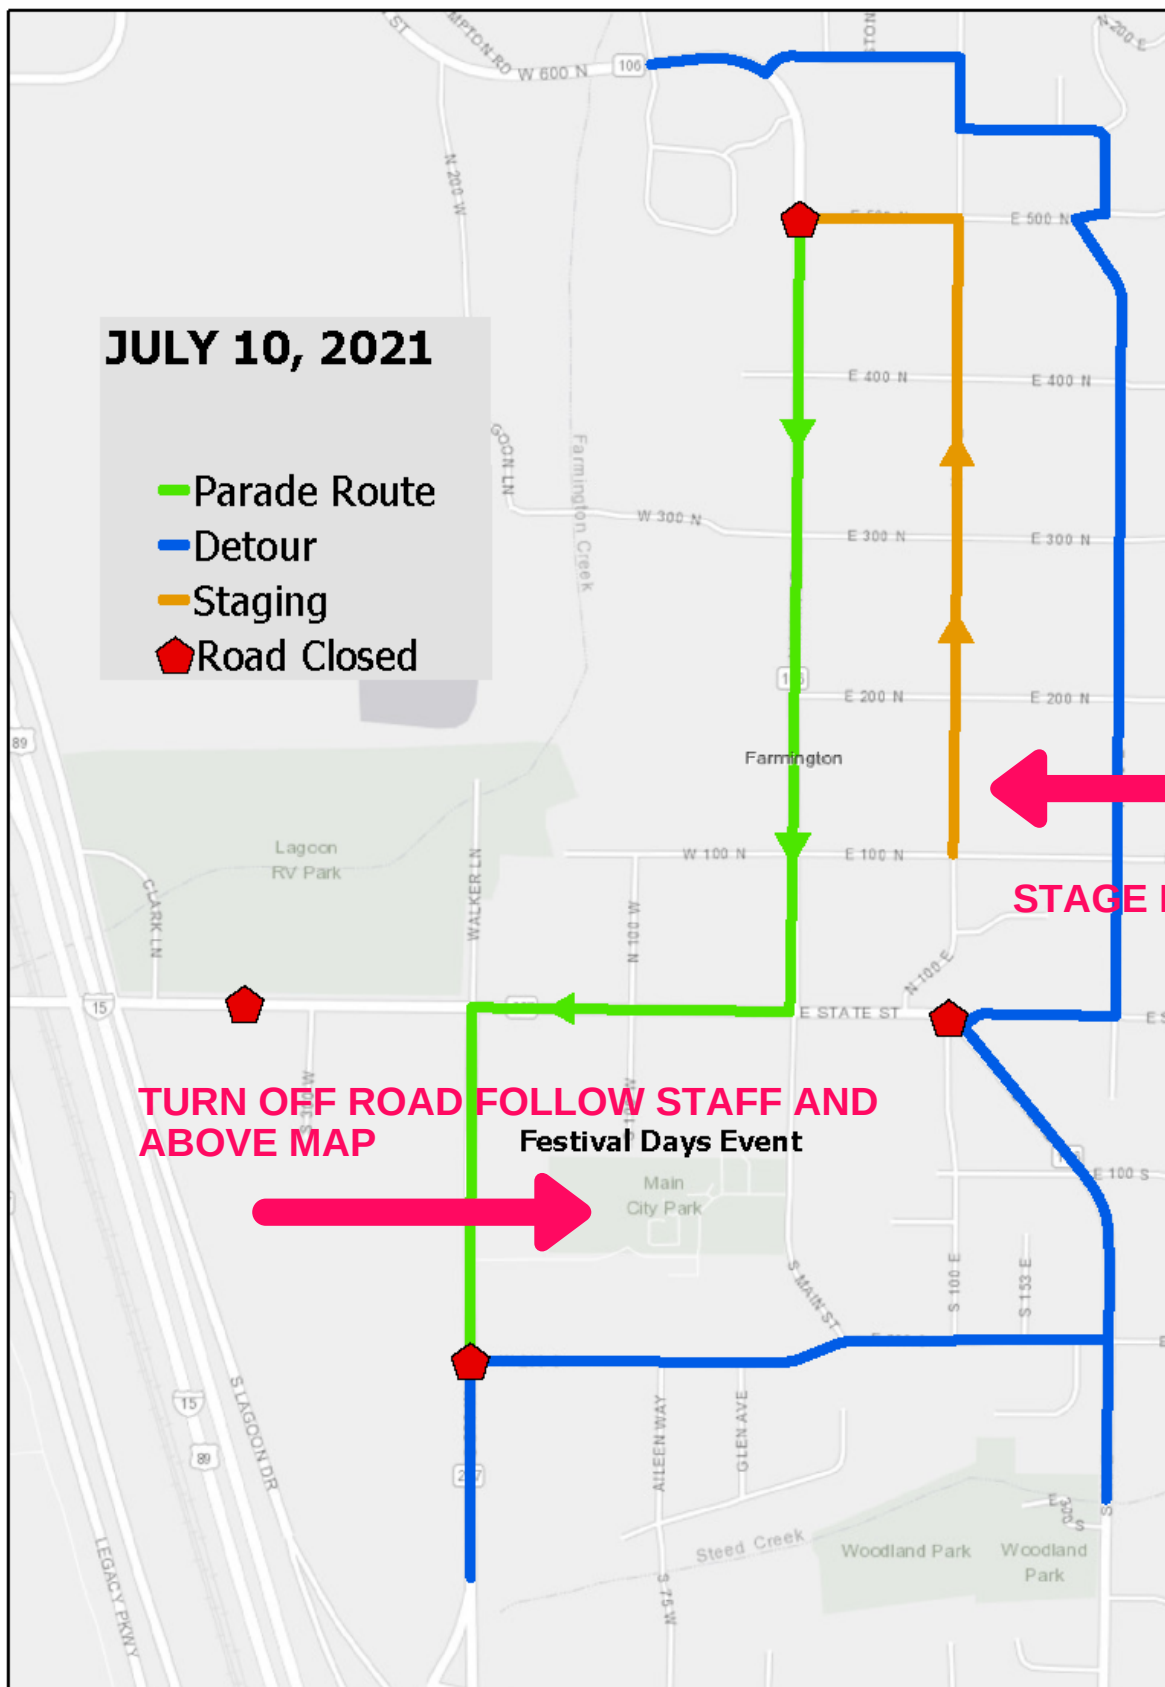 N 200 E
W 600 N
106
N 200 W
E 500 N
JULY 10, 2021
E 400 N
E 400 N
Parade Route
Detour
Staging
Road Closed
Farmington Creek
W 300 N
E 300 N
E 300 N
E 200 N
E 200 N
89
Farmington
Lagoon
RV Park
W 100 N
E 100 N
CLARK LN
WALKER LN
N 100 W
STAGE
N 100 E
15
E STATE ST
S 300 W
TURN OFF ROAD FOLLOW STAFF AND
ABOVE MAP
Festival Days Event
Main
City Park
E 100 S
S MAIN ST
S 100 E
S 153 E
15
89
S LAGOON DR
AILEEN WAY
GLEN AVE
LEGACY PKWY
Steed Creek
Woodland Park
Woodland
Park
S 75 W